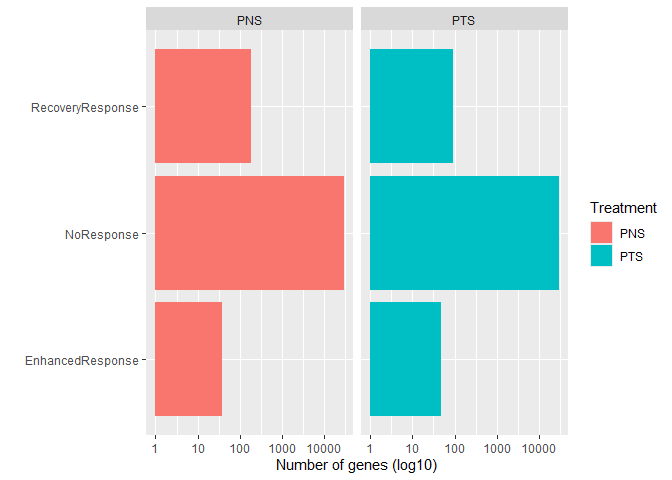 PNS
PTS
RecoveryResponse
NoResponse
EnhancedResponse
1 10 100 1000 10000
1 10 100 1000 10000
Number of genes (log10)
Treatment
PNS
PTS